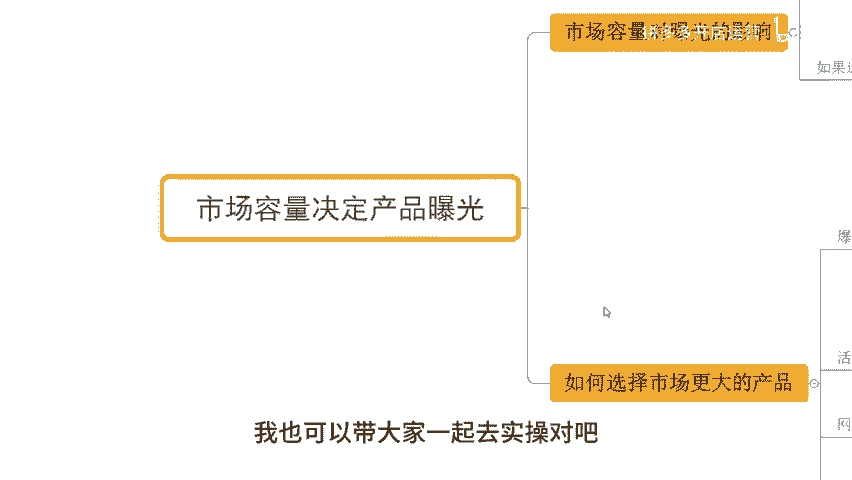 市场容量对曝光的影响
如果
市场容量决定产品曝光
爆
活
如何选择市场更大的产品
网
我也可以带大家一起去实操对吧